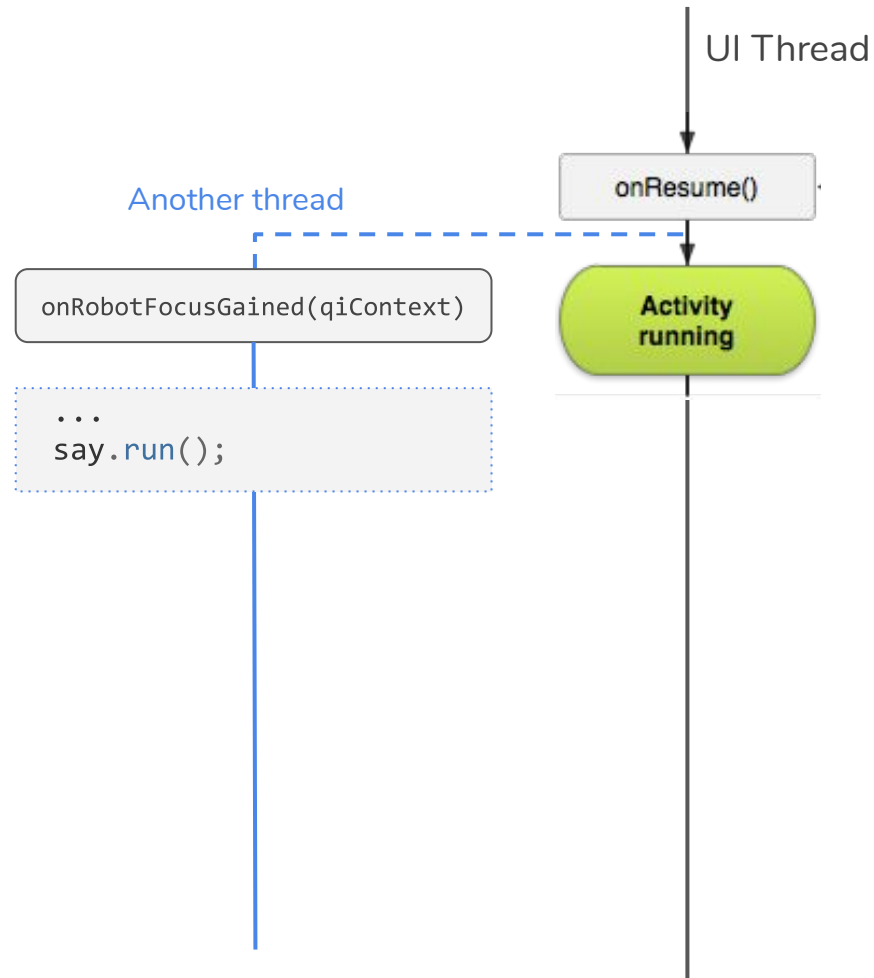 UI Thread
onResume()
Another thread
onRobotFocusGained(qiContext)
Activity
running
...
say.run();